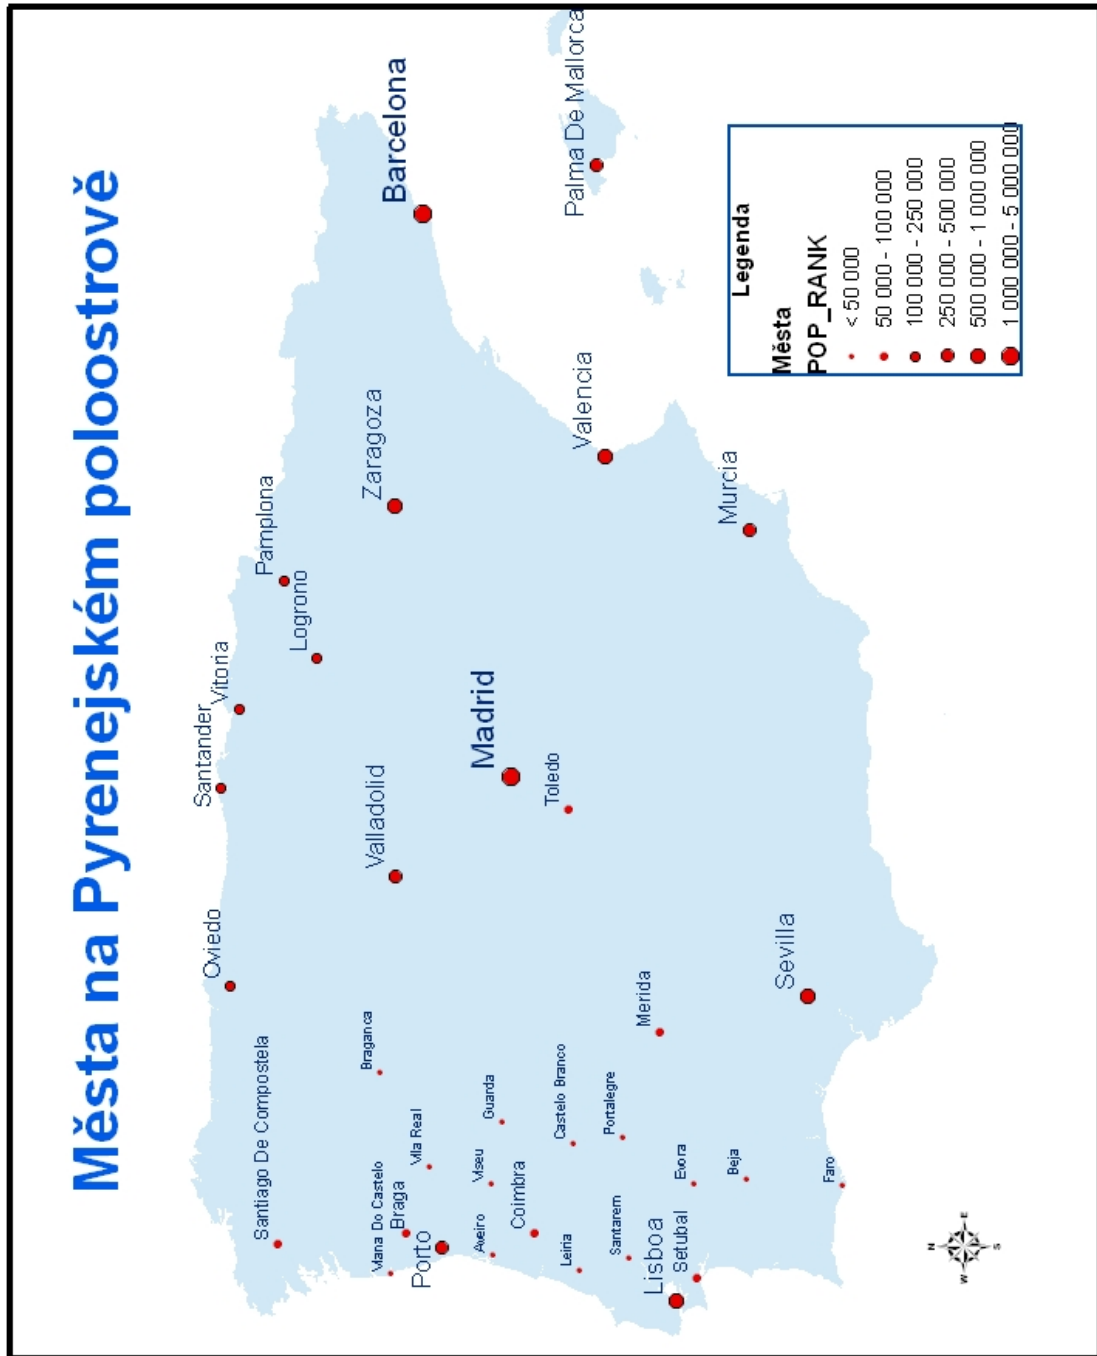 Města na Pyrenejském poloostrově
Santander
Vitoria
Oviedo
Pamplona
Santiago De Compostela
Logrono
Braganca
Valladolid
Zaragoza
Barcelona
Viana Do Castelo
Braga
Vila Real
Porto
Guarda
Viseu
Aveiro
Madrid
Coimbra
Toledo
Castelo Branco
Leiria
Valencia
Palma De Mallorca
Portalegre
Santarem
Merida
Lisboa
Setubal
Evora
Beja
Murcia
Sevilla
Faro
Legenda
Města
POP_RANK
< 50 000
50 000 - 100 000
100 000 - 250 000
250 000 - 500 000
500 000 - 1 000 000
1 000 000 - 5 000 000
N
W
E
S